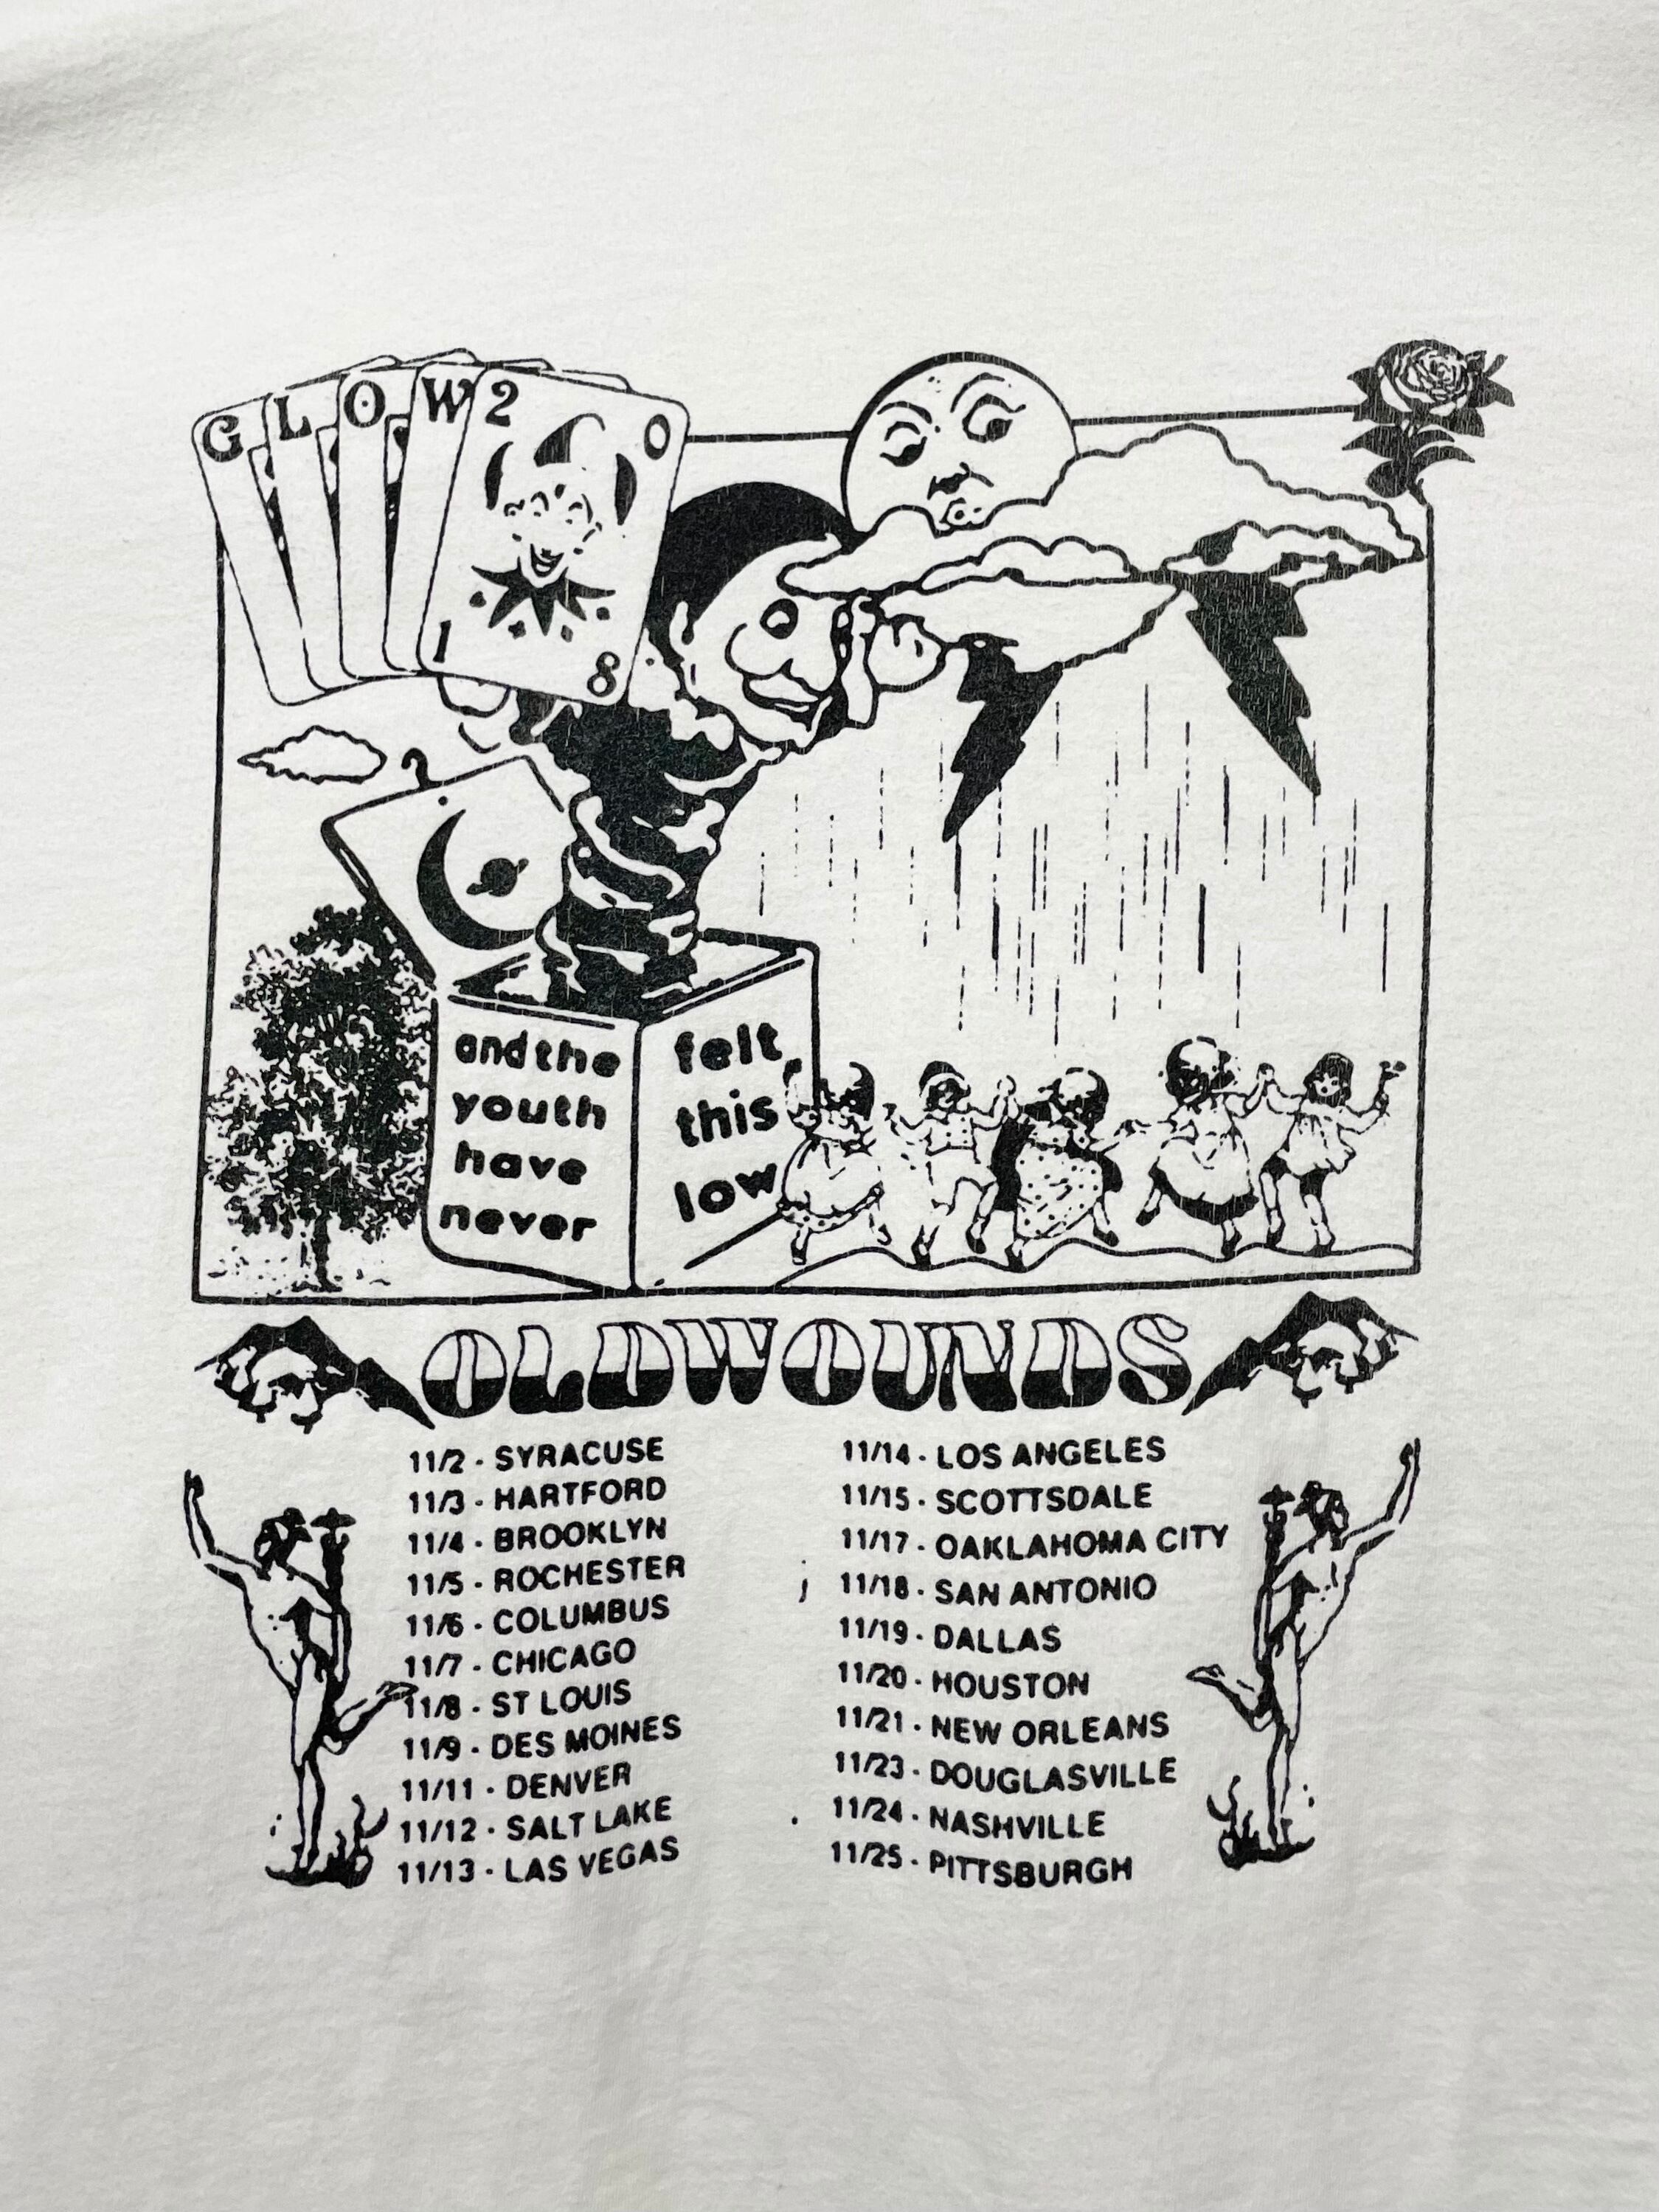 G L O W 2 0
1 8
and the
youth
have
never
felt
this
low
OLDWOUNDS
11/2 - SYRACUSE
11/3 - HARTFORD
11/4 - BROOKLYN
11/5 - ROCHESTER
11/6 - COLUMBUS
11/7 - CHICAGO
11/8 - ST LOUIS
11/9 - DES MOINES
11/11 - DENVER
11/12 - SALT LAKE
11/13 - LAS VEGAS
11/14 - LOS ANGELES
11/15 - SCOTTSDALE
11/17 - OAKLAHOMA CITY
11/18 - SAN ANTONIO
11/19 - DALLAS
11/20 - HOUSTON
11/21 - NEW ORLEANS
11/23 - DOUGLASVILLE
11/24 - NASHVILLE
11/25 - PITTSBURGH